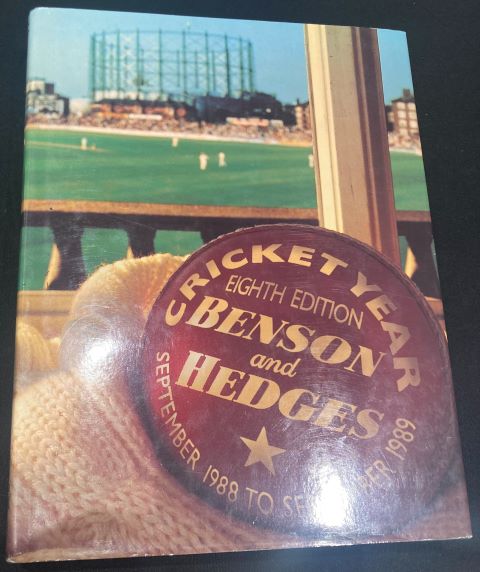 CRICKET YEAR
EIGHTH EDITION
BENSON
and
HEDGES
SEPTEMBER 1988 TO SEPTEMBER 1989